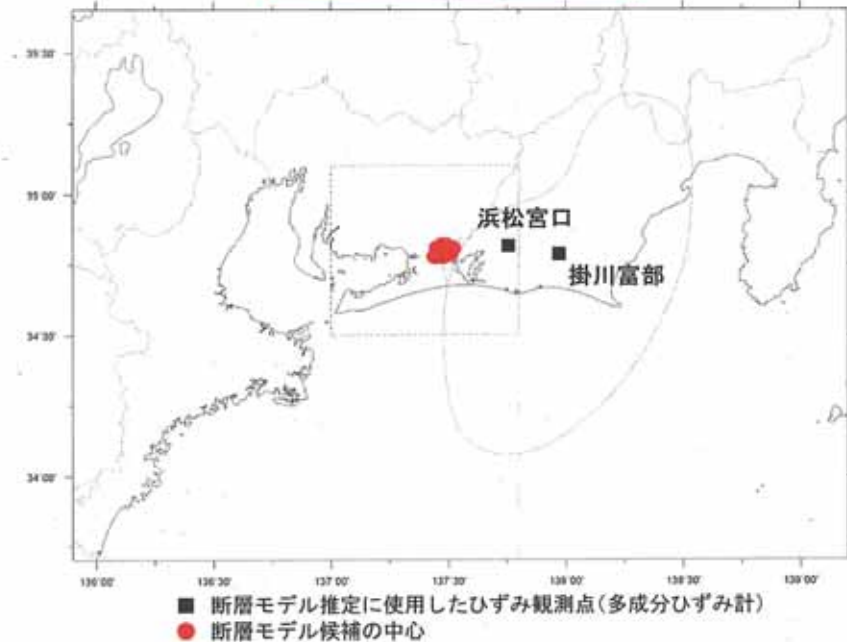 35°30'
35°00'
浜松宮口
掛川富部
34°30'
34°00'
136°00' 136°30' 137°00' 137°30' 138°00' 138°30' 139°00'
■ 断層モデル推定に使用したひずみ観測点(多成分ひずみ計)
● 断層モデル候補の中心